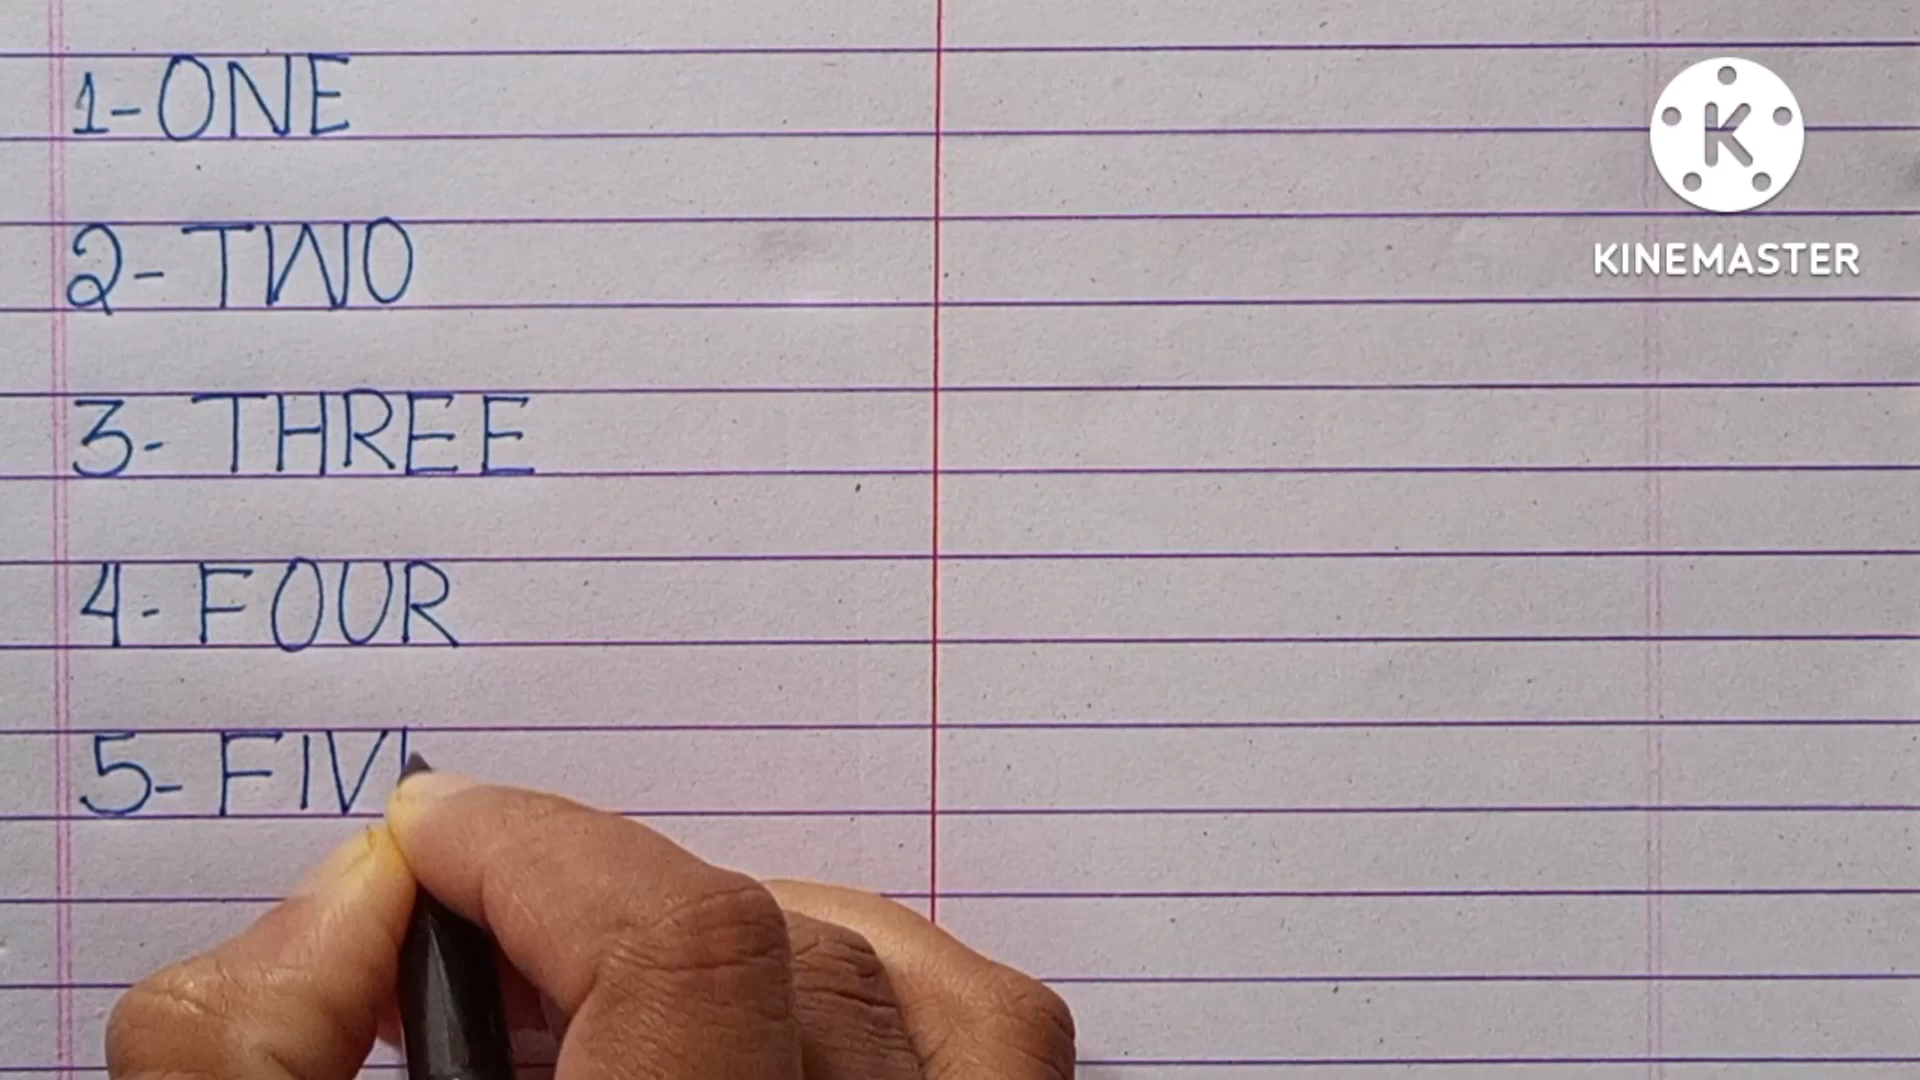 1-ONE
2- TWO
3- THREE
4- FOUR
5- FIV
KINEMASTER